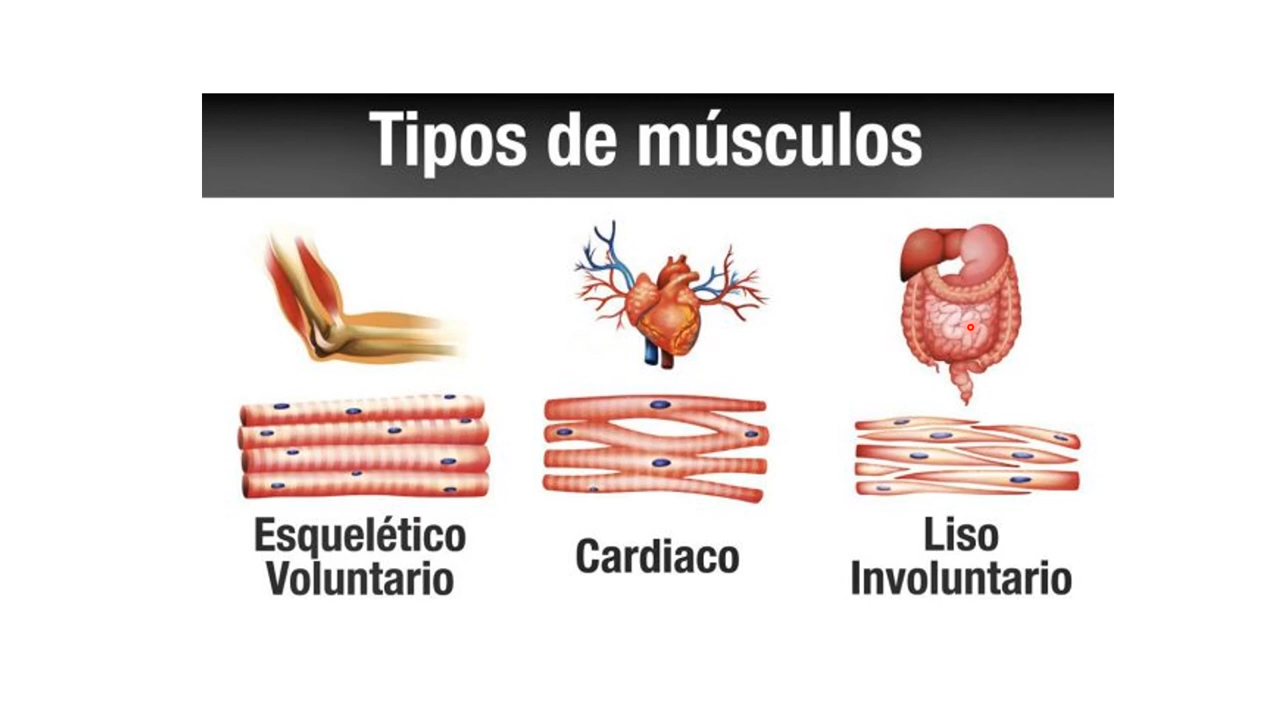 Tipos de músculos
Esquelético
Voluntario
Cardiaco
Liso
Involuntario